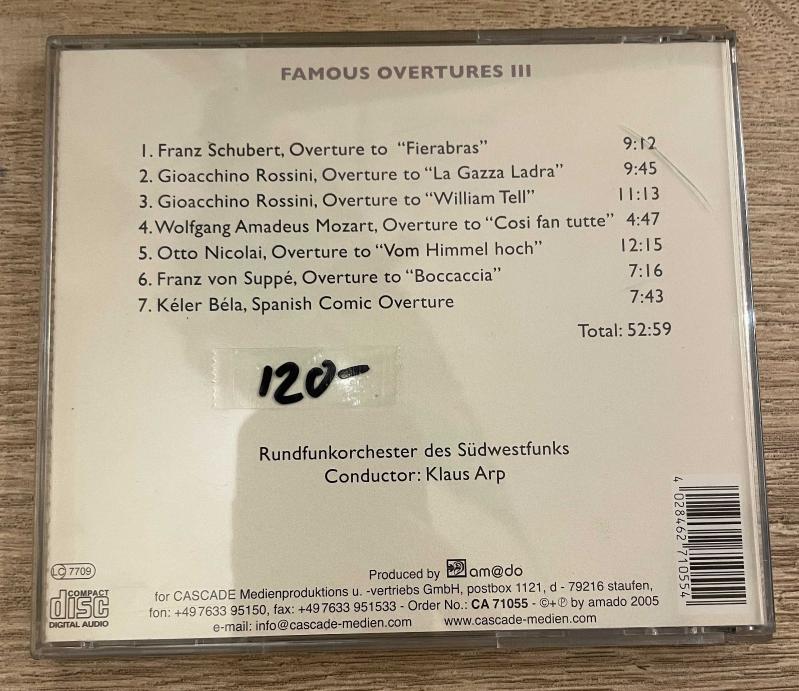 FAMOUS OVERTURES III
1. Franz Schubert, Overture to "Fierabras" 9:12
2. Gioacchino Rossini, Overture to "La Gazza Ladra" 9:45
3. Gioacchino Rossini, Overture to "William Tell" 11:13
4. Wolfgang Amadeus Mozart, Overture to "Cosi fan tutte" 4:47
5. Otto Nicolai, Overture to "Vom Himmel hoch" 12:15
6. Franz von Suppé, Overture to "Boccaccia" 7:16
7. Kéler Béla, Spanish Comic Overture 7:43
Total: 52:59
120-
Rundfunkorchester des Südwestfunks
Conductor: Klaus Arp
4 028462 710554
LC 7709
COMPACT
disc
DIGITAL AUDIO
Produced by am@do
for CASCADE Medienproduktions u. -vertriebs GmbH, postbox 1121, d - 79216 staufen,
fon: +49 7633 95150, fax: +49 7633 951533 - Order No.: CA 71055 - ©+℗ by amado 2005
e-mail: info@cascade-medien.com www.cascade-medien.com